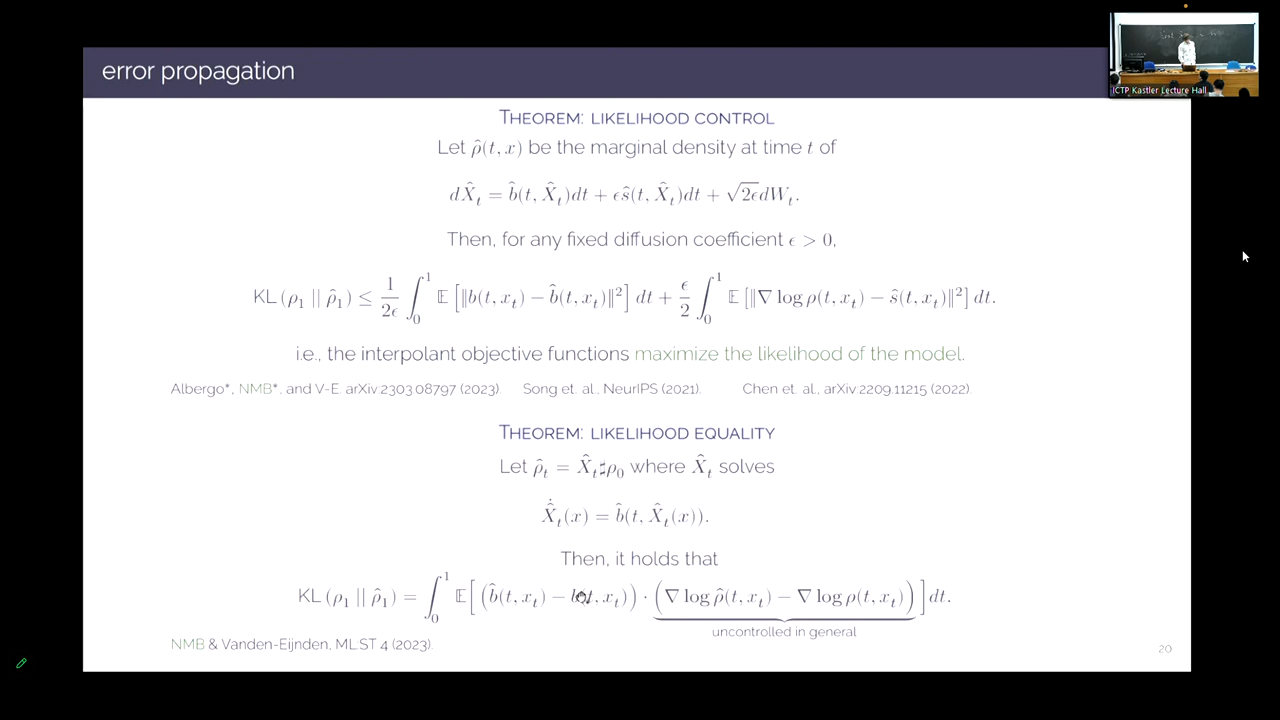 error propagation
ICTP Kastler Lecture Hall
THEOREM: LIKELIHOOD CONTROL
Let ρ̂(t, x) be the marginal density at time t of
dX̂_t = b̂(t, X̂_t)dt + ϵŝ(t, X̂_t)dt + √2ϵdW_t.
Then, for any fixed diffusion coefficient ϵ > 0,
KL (ρ_1 || ρ̂_1) ≤ 1/2ϵ ∫_0^1 𝔼 [‖b(t, x_t) − b̂(t, x_t)‖²] dt + ϵ/2 ∫_0^1 𝔼 [‖∇ log ρ(t, x_t) − ŝ(t, x_t)‖²] dt.
i.e., the interpolant objective functions maximize the likelihood of the model.
Albergo*, NMB*, and V-E. arXiv:2303.08797 (2023). Song et. al., NeurIPS (2021). Chen et. al., arXiv:2209.11215 (2022).
THEOREM: LIKELIHOOD EQUALITY
Let ρ̂_t = X̂_t♯ρ_0 where X̂_t solves
Ẋ̂_t(x) = b̂(t, X̂_t(x)).
Then, it holds that
KL (ρ_1 || ρ̂_1) = ∫_0^1 𝔼[ (b̂(t, x_t) − b(t, x_t)) · (∇ log ρ̂(t, x_t) − ∇ log ρ(t, x_t)) ]dt.
uncontrolled in general
NMB & Vanden-Eijnden, MLST 4 (2023).
20